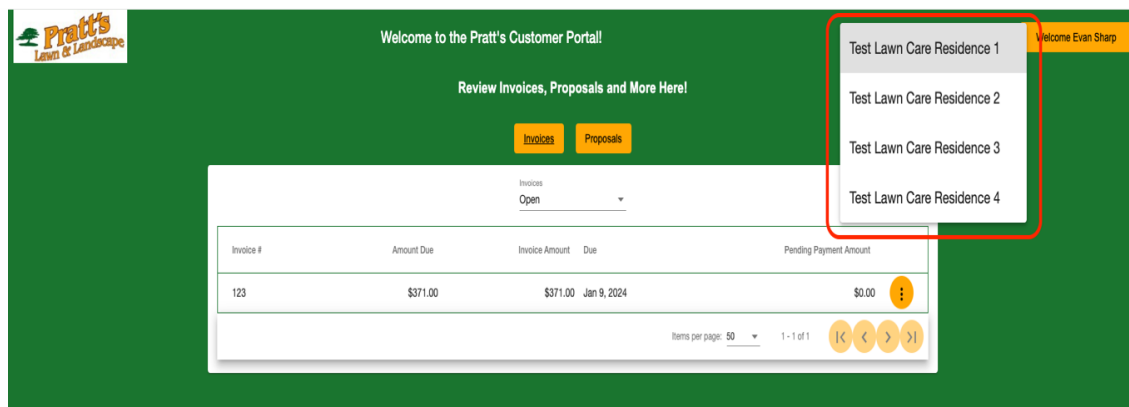 Pratt's
Lawn & Landscape
Welcome to the Pratt's Customer Portal!
Welcome Evan Sharp
Test Lawn Care Residence 1
Test Lawn Care Residence 2
Test Lawn Care Residence 3
Test Lawn Care Residence 4
Review Invoices, Proposals and More Here!
Invoices Proposals
Invoices
Open
Invoice # Amount Due Invoice Amount Due Pending Payment Amount
123 $371.00 $371.00 Jan 9, 2024 $0.00
Items per page: 50 1 - 1 of 1